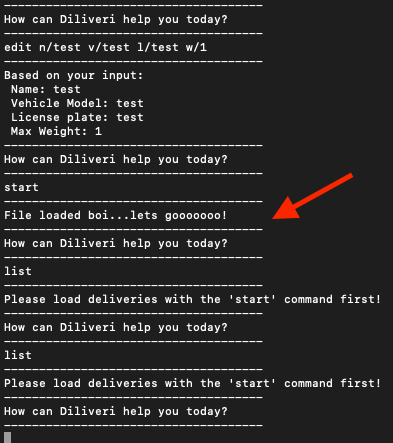 How can Diliveri help you today?
edit n/test v/test l/test w/1
Based on your input:
Name: test
Vehicle Model: test
License plate: test
Max Weight: 1
How can Diliveri help you today?
start
File loaded boi...lets gooooooo!
How can Diliveri help you today?
list
Please load deliveries with the 'start' command first!
How can Diliveri help you today?
list
Please load deliveries with the 'start' command first!
How can Diliveri help you today?